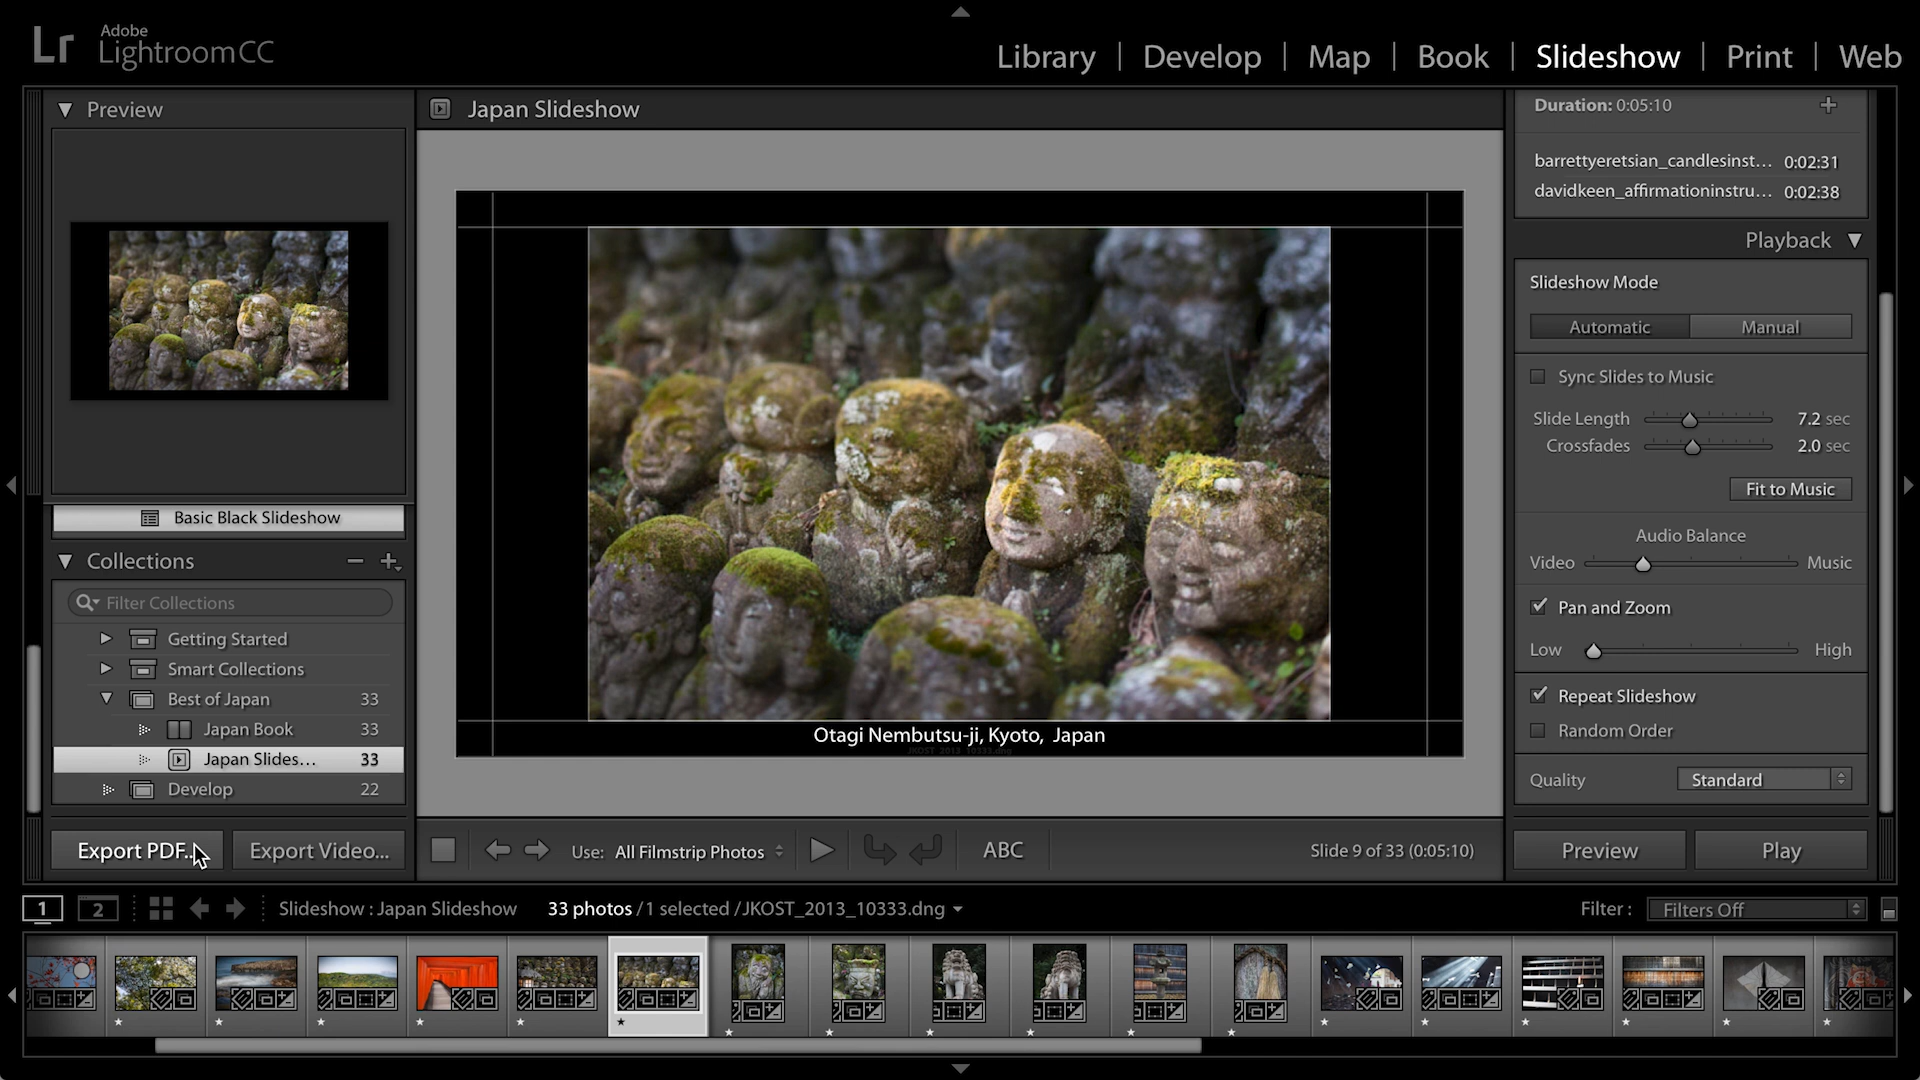 Lr
Adobe
Lightroom CC
Library | Develop | Map | Book | Slideshow | Print | Web
Preview
Basic Black Slideshow
Collections
Filter Collections
Getting Started
Smart Collections
Best of Japan 33
Japan Book 33
Japan Slides... 33
Develop 22
Export PDF... Export Video...
Japan Slideshow
Otagi Nembutsu-ji, Kyoto, Japan
Use: All Filmstrip Photos ABC Slide 9 of 33 (0:05:10)
Duration: 0:05:10
barrettyeretsian_candlesinst... 0:02:31
davidkeen_affirmationinstru... 0:02:38
Playback
Slideshow Mode
Automatic Manual
Sync Slides to Music
Slide Length 7.2 sec
Crossfades 2.0 sec
Fit to Music
Audio Balance
Video Music
Pan and Zoom
Low High
Repeat Slideshow
Random Order
Quality Standard
Preview Play
1 2 Slideshow : Japan Slideshow 33 photos / 1 selected / JKOST_2013_10333.dng Filter : Filters Off